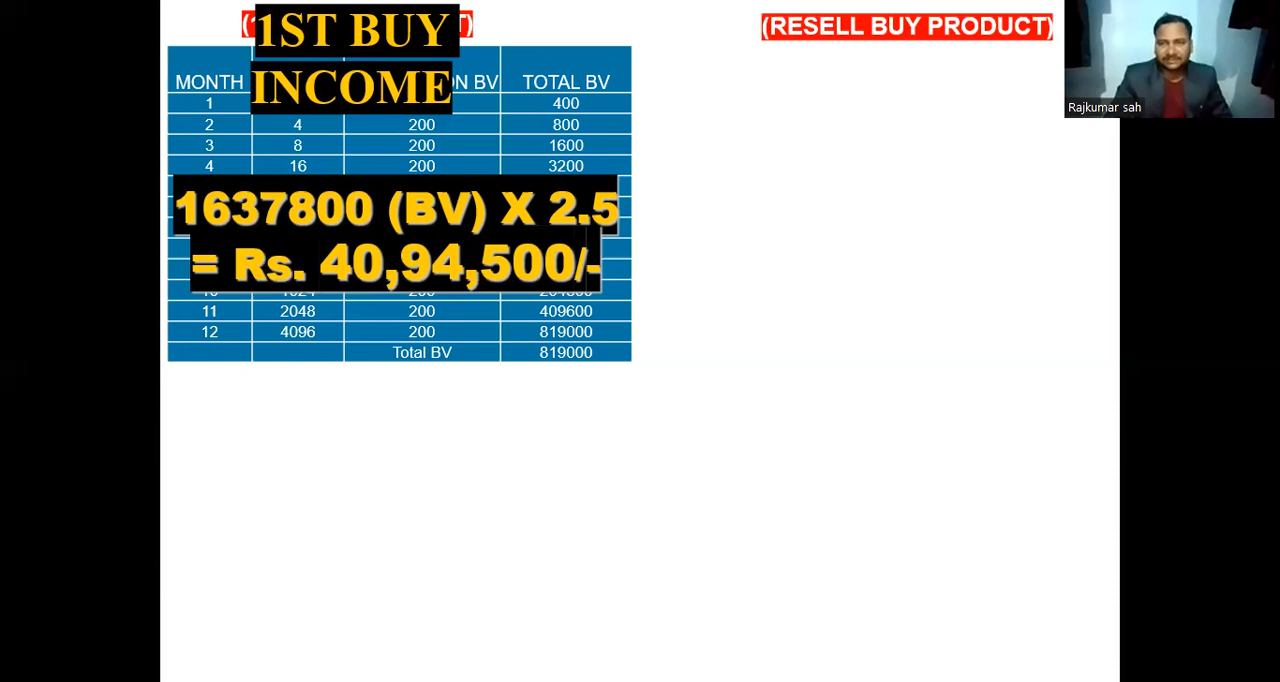 1ST BUY
INCOME
(RESELL BUY PRODUCT)
Rajkumar sah
MONTH ON BV TOTAL BV
1 400
2 4 200 800
3 8 200 1600
4 16 200 3200
1637800 (BV) X 2.5
= Rs. 40,94,500/-
11 2048 200 409600
12 4096 200 819000
Total BV 819000